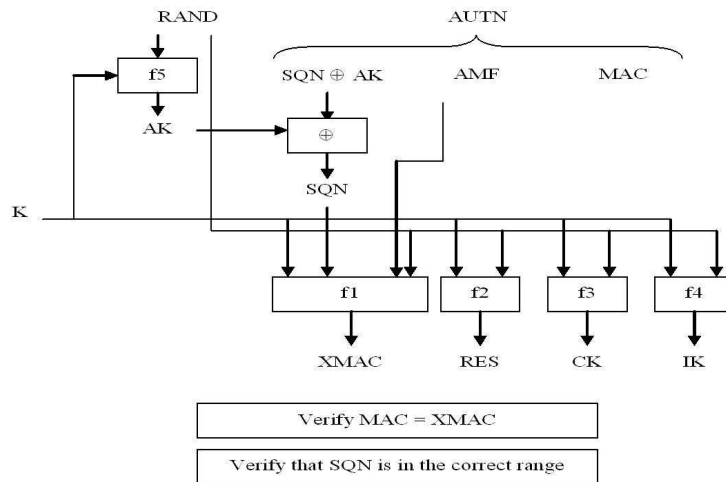 RAND AUTN
f5 SQN ⊕ AK AMF MAC
AK ⊕
SQN
K
f1 f2 f3 f4
XMAC RES CK IK
Verify MAC = XMAC
Verify that SQN is in the correct range